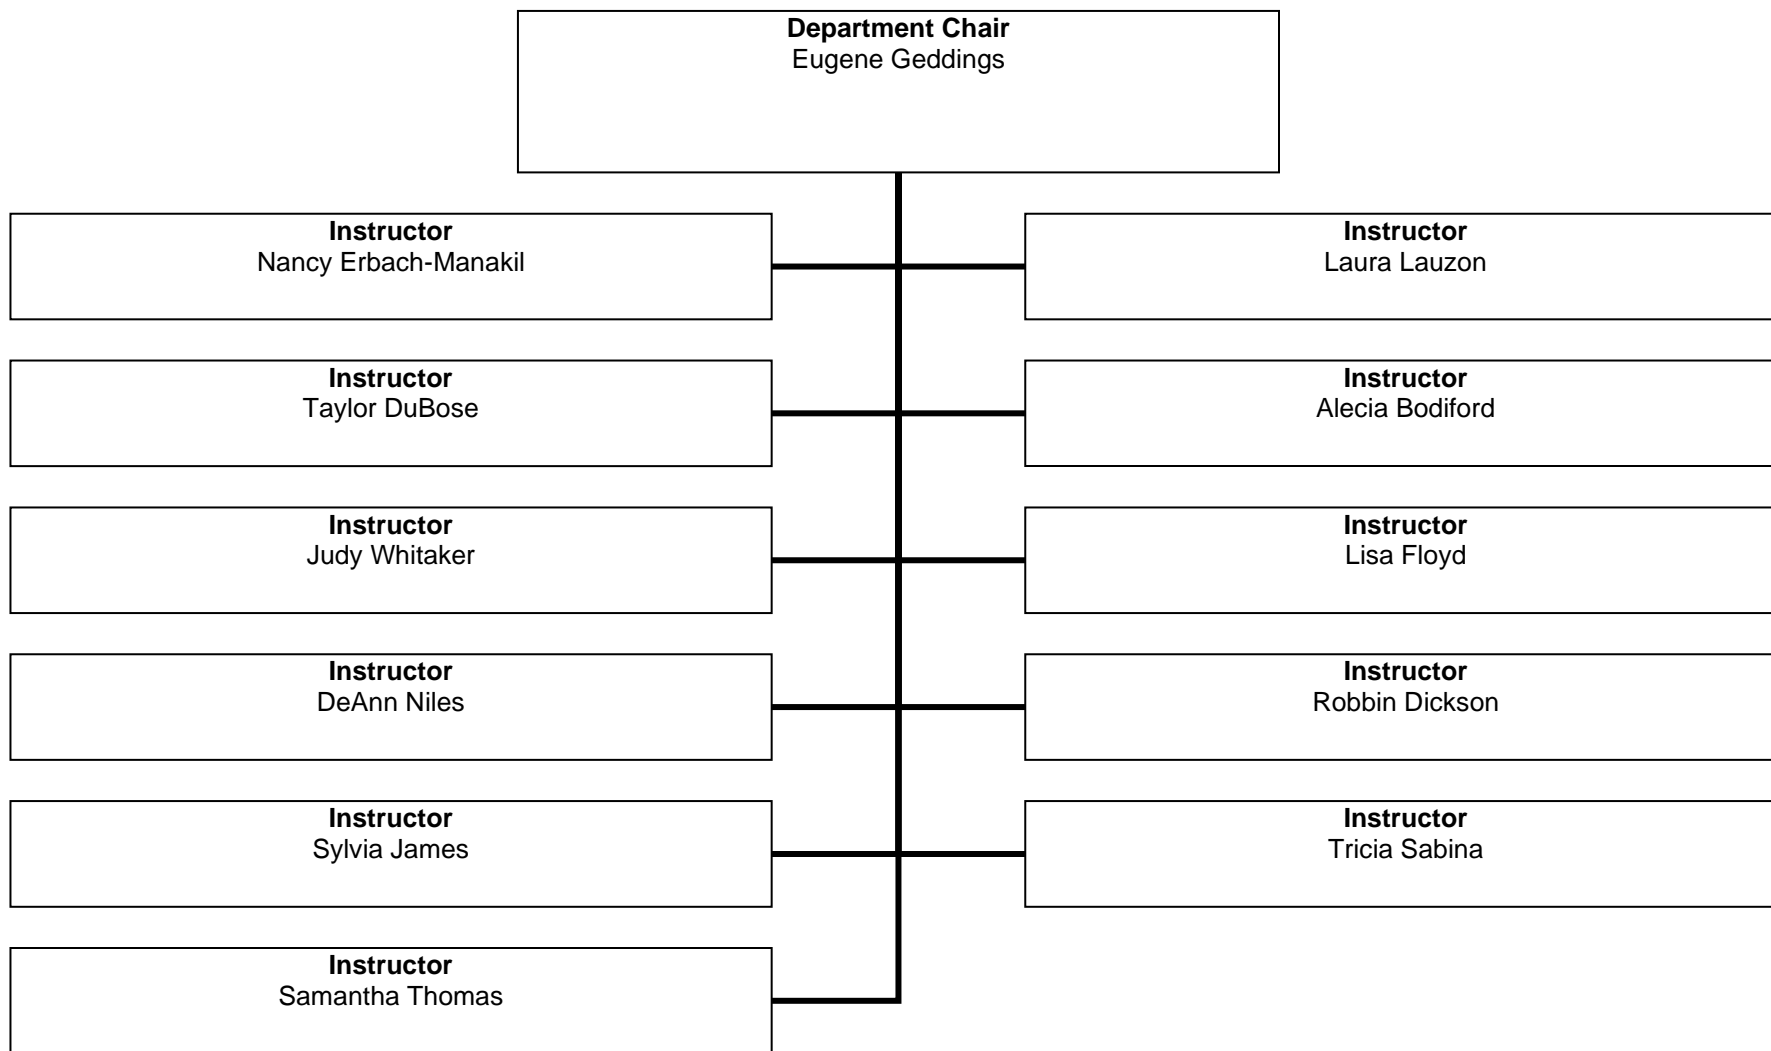 Department Chair
Eugene Geddings
Instructor
Nancy Erbach-Manakil
Instructor
Laura Lauzon
Instructor
Taylor DuBose
Instructor
Alecia Bodiford
Instructor
Judy Whitaker
Instructor
Lisa Floyd
Instructor
DeAnn Niles
Instructor
Robbin Dickson
Instructor
Sylvia James
Instructor
Tricia Sabina
Instructor
Samantha Thomas